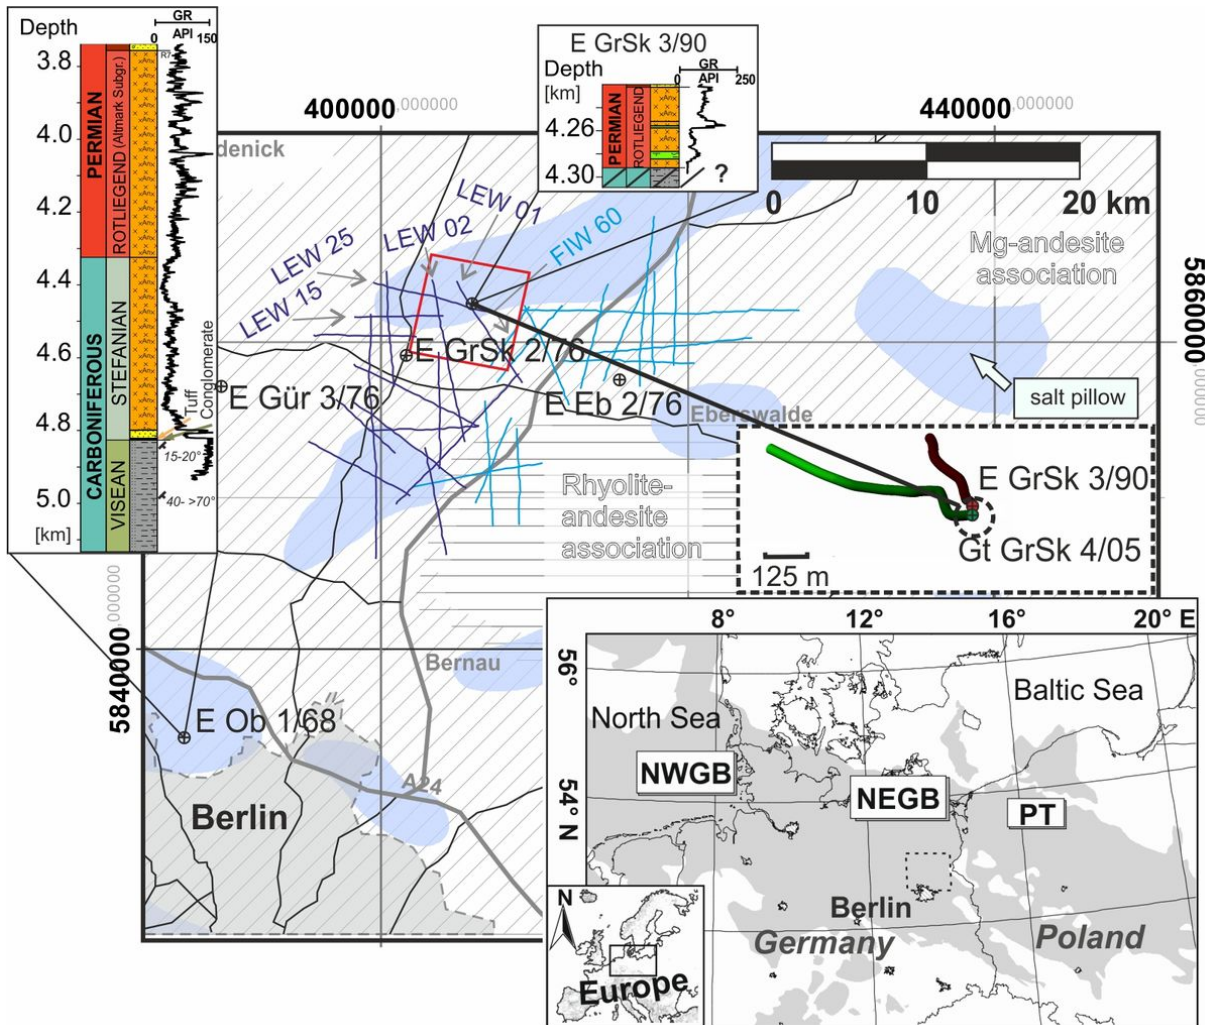 Depth
GR
API
0
150
3.8
4.0
4.2
4.4
4.6
4.8
5.0
[km]
PERMIAN
CARBONIFEROUS
ROTLIEGEND (Altmark Subgr.)
STEFANIAN
VISEAN
Tuff
Conglomerate
15-20°
40- >70°
E GrSk 3/90
Depth
[km]
GR
API
0
250
4.26
4.30
PERMIAN
ROTLIEGEND
?
400000,000000
440000,000000
5860000,000000
5840000,000000
denick
0
10
20 km
Mg-andesite
association
salt pillow
LEW 01
LEW 02
LEW 25
LEW 15
FIW 60
E GrSk 2/76
E Gür 3/76
E Eb 2/76
Eberswalde
Rhyolite-
andesite
association
E GrSk 3/90
Gt GrSk 4/05
125 m
Bernau
E Ob 1/68
A24
Berlin
8°
12°
16°
20° E
56°
54° N
North Sea
Baltic Sea
NWGB
NEGB
PT
Berlin
Germany
Poland
N
Europe